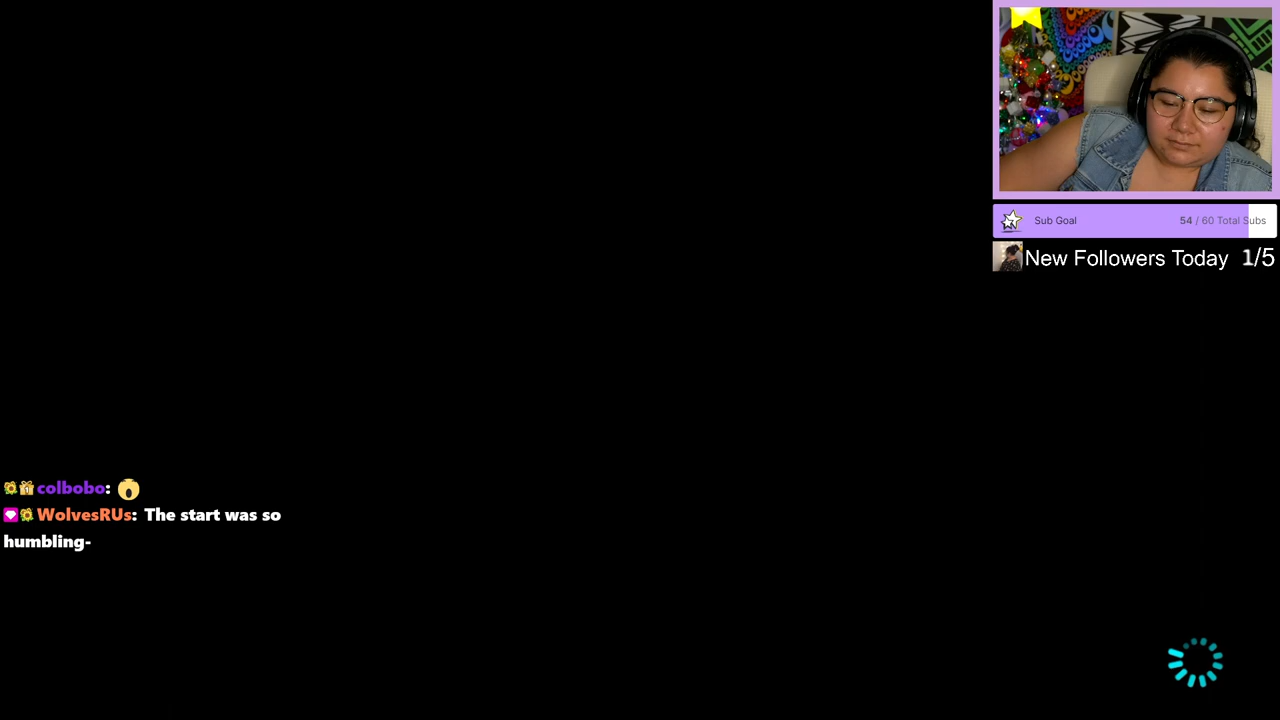 Sub Goal 54 / 60 Total Subs
New Followers Today 1/5
colbobo:
WolvesRUs: The start was so
humbling-